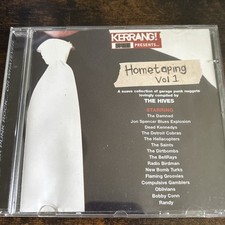 KERRANG!
PRESENTS...
Hometaping
Vol 1
A suave collection of garage punk nuggets
lovingly compiled by
THE HIVES
STARRING
The Damned
Jon Spencer Blues Explosion
Dead Kennedys
The Detroit Cobras
The Hellacopters
The Saints
The Dirtbombs
The BellRays
Radio Birdman
New Bomb Turks
Flaming Groovies
Compulsive Gamblers
Oblivians
Bobby Conn
Randy